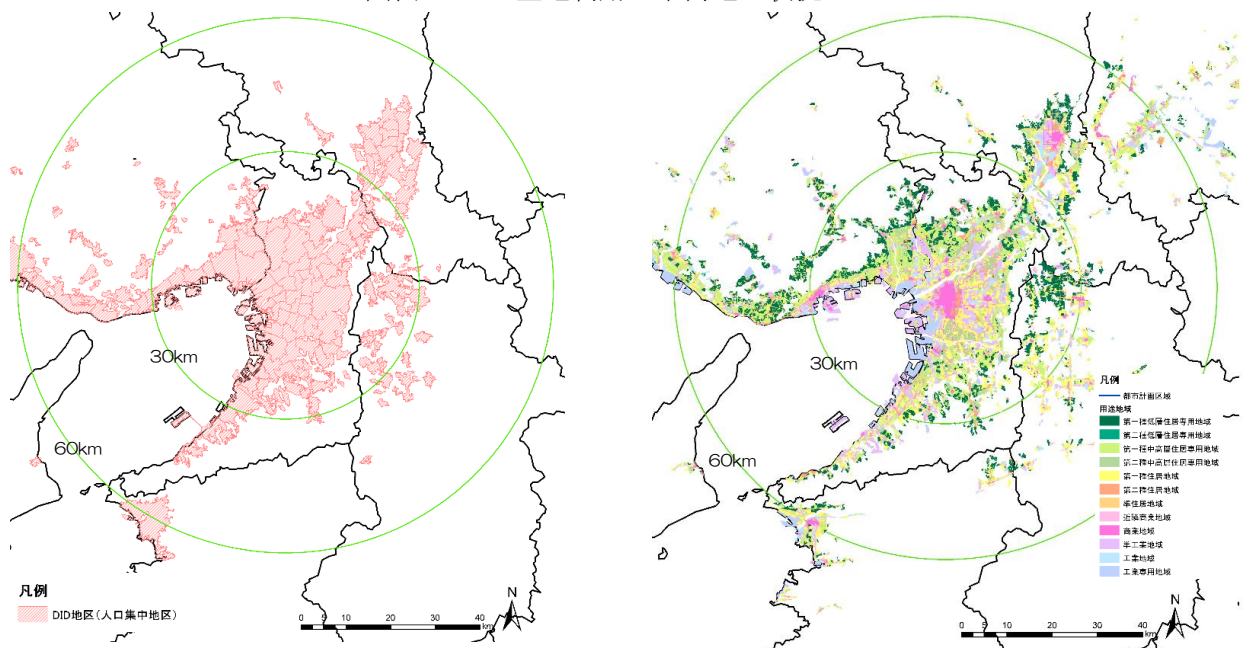 30km
60km
凡例
DID地区(人口集中地区)
0 5 10 20 30 40
km
N
30km
60km
凡例
都市計画区域
用途地域
第一種低層住居専用地域
第二種低層住居専用地域
第一種中高層住居専用地域
第二種中高層住居専用地域
第一種住居地域
第二種住居地域
準住居地域
近隣商業地域
商業地域
準工業地域
工業地域
工業専用地域
0 5 10 20 30 40
km
N